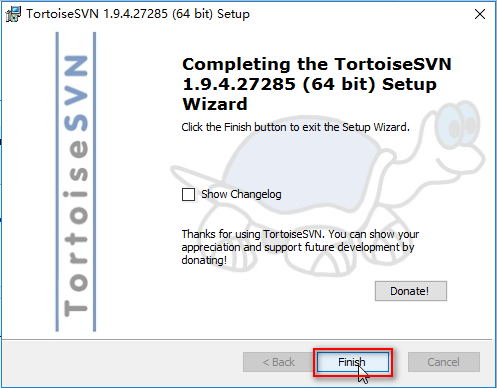 TortoiseSVN 1.9.4.27285 (64 bit) Setup
TortoiseSVN
Completing the TortoiseSVN
1.9.4.27285 (64 bit) Setup
Wizard
Click the Finish button to exit the Setup Wizard.
Show Changelog
Thanks for using TortoiseSVN. You can show your
appreciation and support future development by
donating!
Donate!
< Back
Finish
Cancel